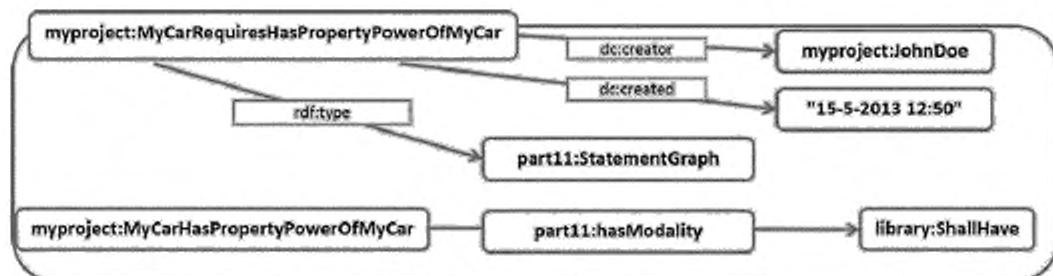 myproject:MyCarRequiresHasPropertyPowerOfMyCar
dc:creator
myproject:JohnDoe
dc:created
"15-5-2013 12:50"
rdf:type
part11:StatementGraph
myproject:MyCarHasPropertyPowerOfMyCar
part11:hasModality
library:ShallHave